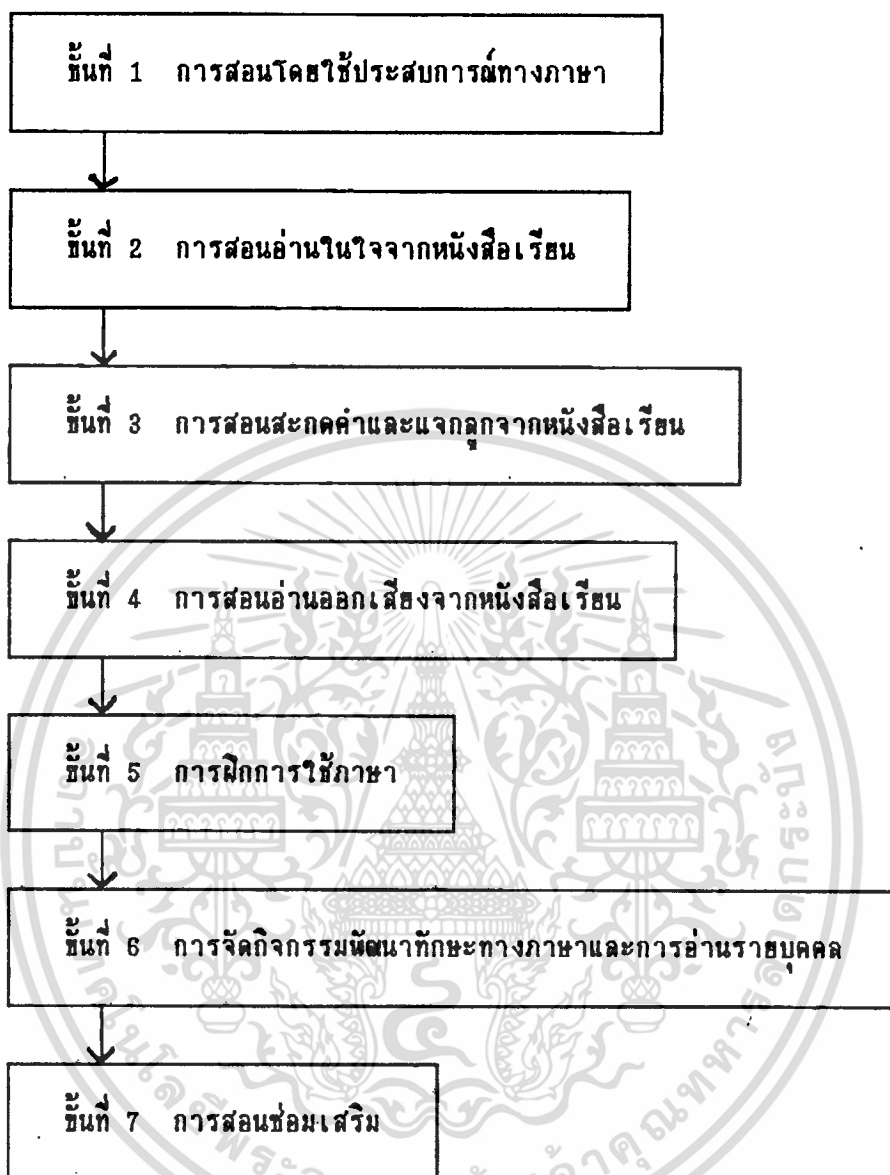 ขั้นที่ 1 การสอนโดยใช้ประสบการณ์ทางภาษา
ขั้นที่ 2 การสอนอ่านในใจจากหนังสือเรียน
ขั้นที่ 3 การสอนสะกดคำและแจกลูกจากหนังสือเรียน
ขั้นที่ 4 การสอนอ่านออกเสียงจากหนังสือเรียน
ขั้นที่ 5 การฝึกการใช้ภาษา
ขั้นที่ 6 การจัดกิจกรรมพัฒนาทักษะทางภาษาและการอ่านรายบุคคล
ขั้นที่ 7 การสอนซ่อมเสริม